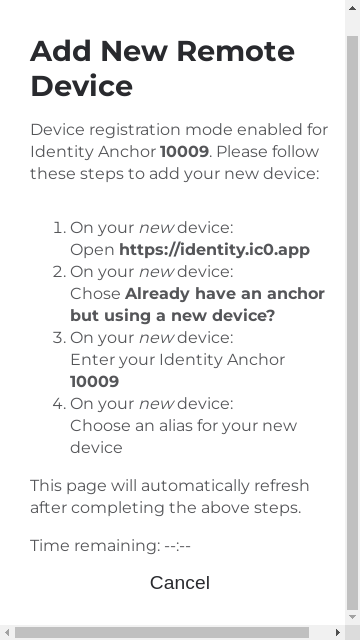 Add New Remote
Device
Device registration mode enabled for
Identity Anchor 10009. Please follow
these steps to add your new device:
1. On your new device:
Open https://identity.ic0.app
2. On your new device:
Chose Already have an anchor
but using a new device?
3. On your new device:
Enter your Identity Anchor
10009
4. On your new device:
Choose an alias for your new
device
This page will automatically refresh
after completing the above steps.
Time remaining: --:--
Cancel